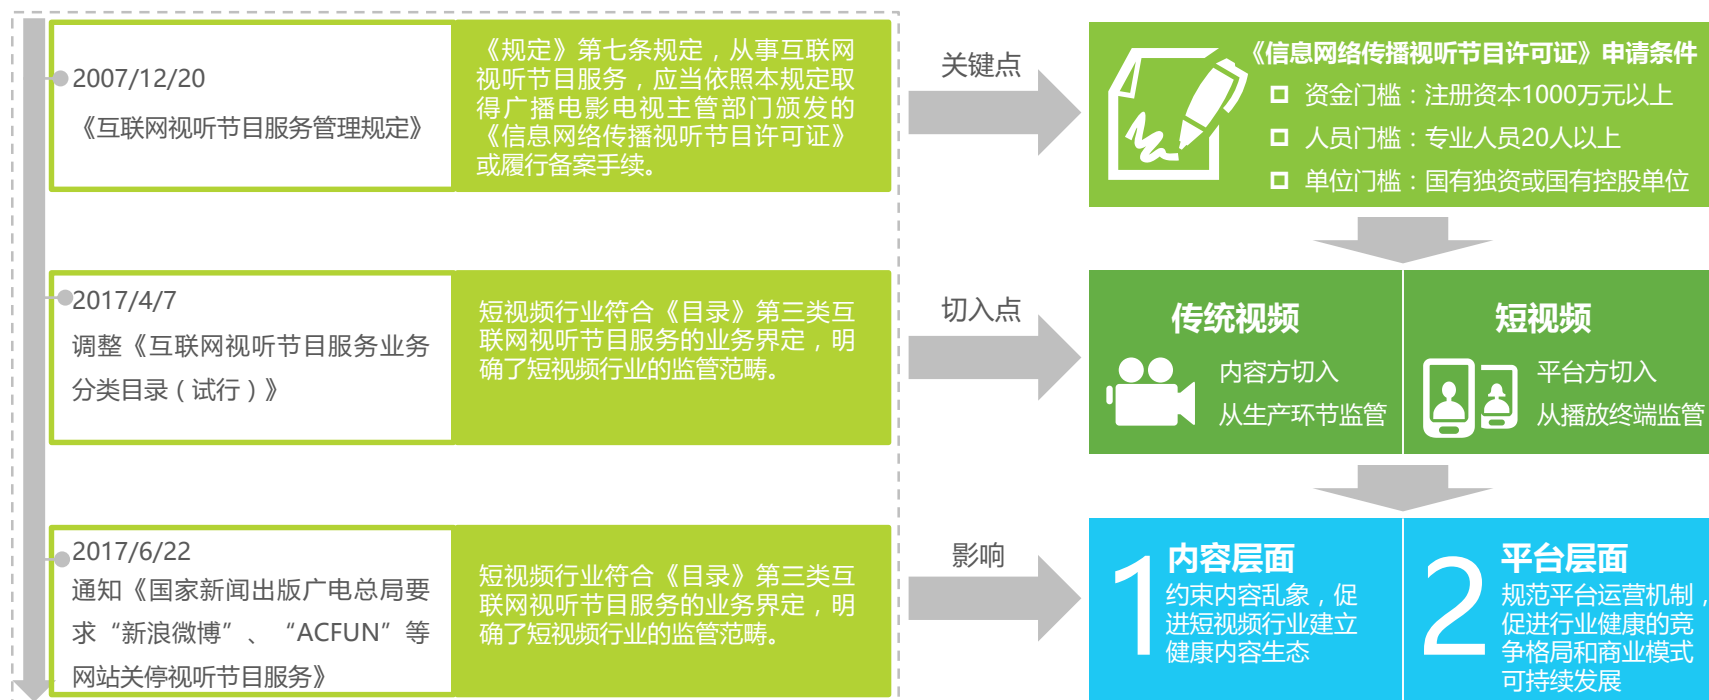 2007/12/20
《互联网视听节目服务管理规定》
《规定》第七条规定，从事互联网
视听节目服务，应当依照本规定取
得广播电影电视主管部门颁发的
《信息网络传播视听节目许可证》
或履行备案手续。
关键点
《信息网络传播视听节目许可证》申请条件
资金门槛：注册资本1000万元以上
人员门槛：专业人员20人以上
单位门槛：国有独资或国有控股单位
2017/4/7
调整《互联网视听节目服务业务
分类目录（试行）》
短视频行业符合《目录》第三类互
联网视听节目服务的业务界定，明
确了短视频行业的监管范畴。
切入点
传统视频
内容方切入
从生产环节监管
短视频
平台方切入
从播放终端监管
2017/6/22
通知《国家新闻出版广电总局要
求“新浪微博”、“ACFUN”等
网站关停视听节目服务》
短视频行业符合《目录》第三类互
联网视听节目服务的业务界定，明
确了短视频行业的监管范畴。
影响
1
内容层面
约束内容乱象，促
进短视频行业建立
健康内容生态
2
平台层面
规范平台运营机制，
促进行业健康的竞
争格局和商业模式
可持续发展